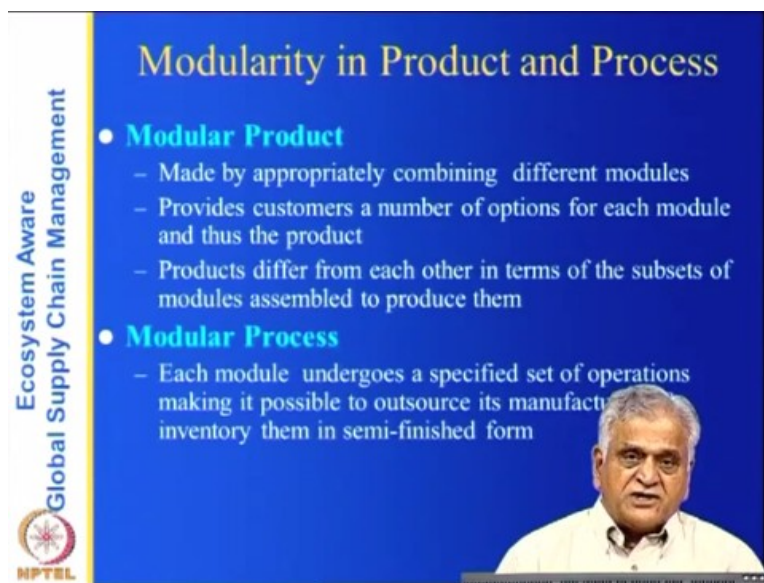 Modularity in Product and Process
Modular Product
– Made by appropriately combining different modules
– Provides customers a number of options for each module
and thus the product
– Products differ from each other in terms of the subsets of
modules assembled to produce them
Modular Process
– Each module undergoes a specified set of operations
making it possible to outsource its
inventory them in semi-finished form
Ecosystem Aware
Global Supply Chain Management
NPTEL